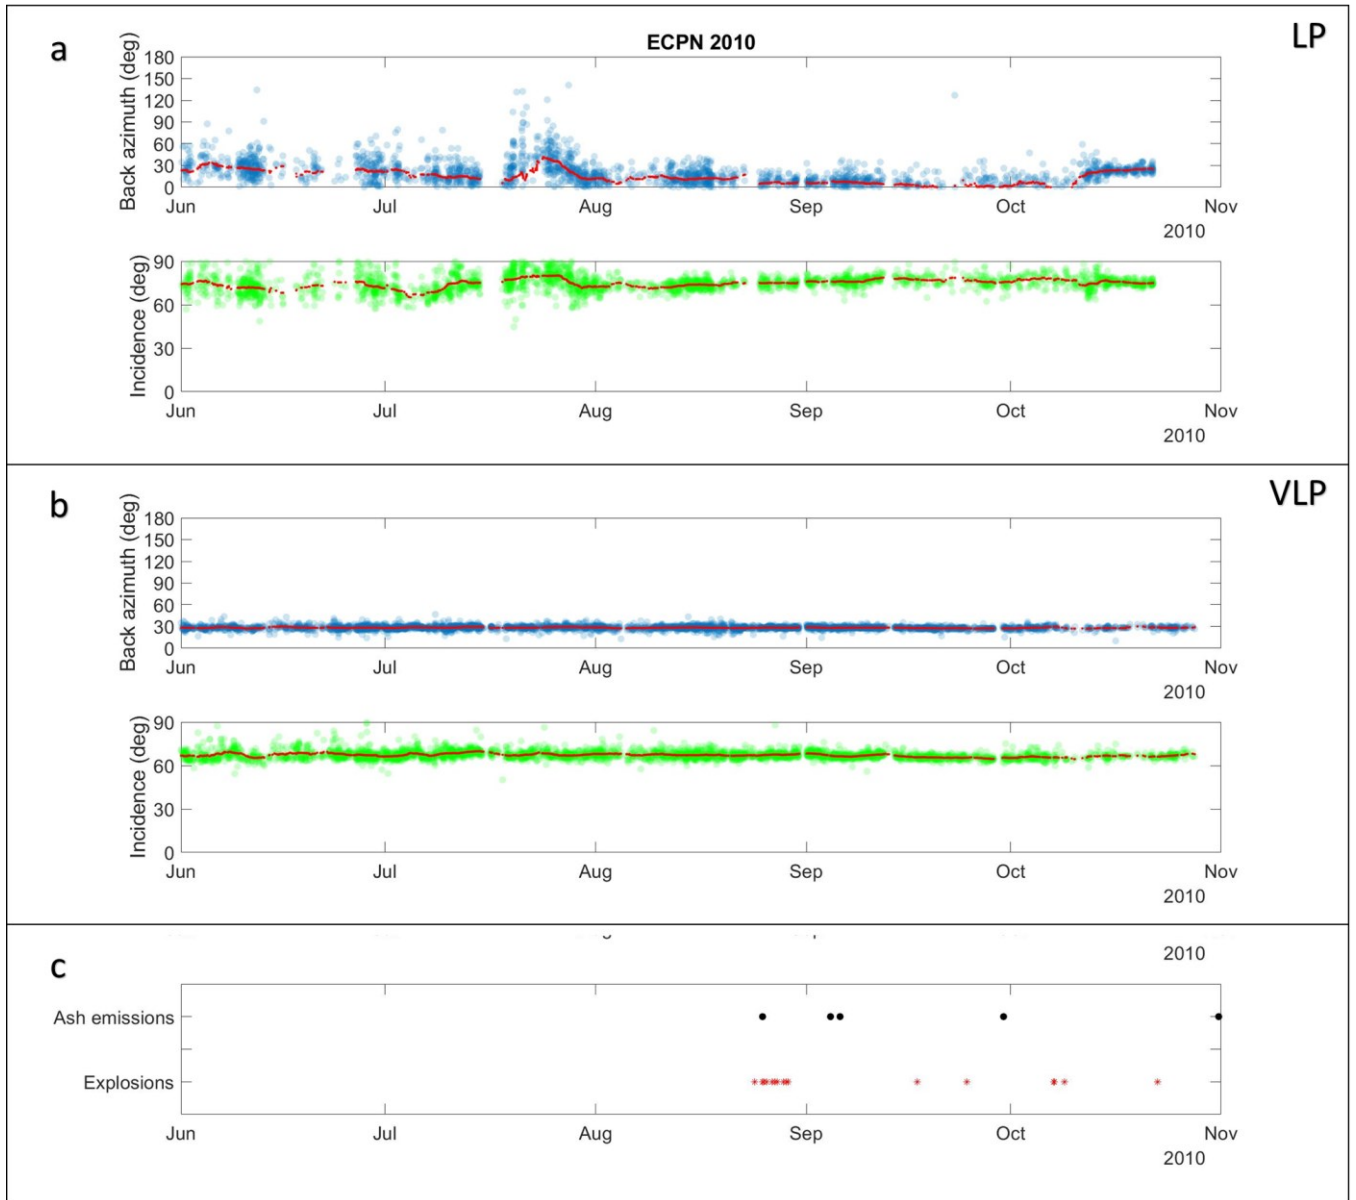 a
ECPN 2010
LP
Back azimuth (deg)
180
150
120
90
60
30
0
Jun Jul Aug Sep Oct Nov
2010
Incidence (deg)
90
60
30
0
Jun Jul Aug Sep Oct Nov
2010
b
VLP
Back azimuth (deg)
180
150
120
90
60
30
0
Jun Jul Aug Sep Oct Nov
2010
Incidence (deg)
90
60
30
0
Jun Jul Aug Sep Oct Nov
2010
c
2010
Ash emissions
Explosions
Jun Jul Aug Sep Oct Nov
2010